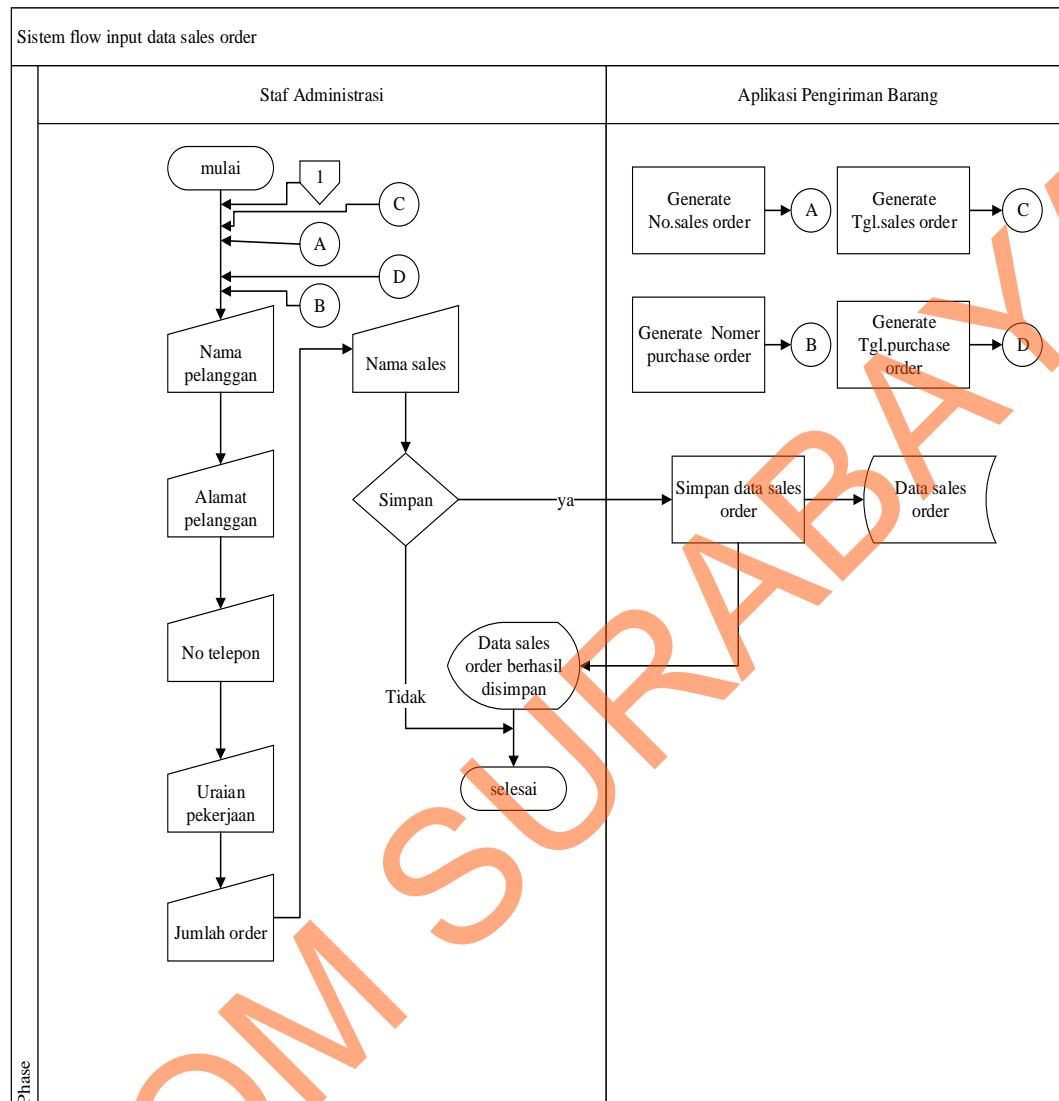 Sistem flow input data sales order
Staf Administrasi
Aplikasi Pengiriman Barang
Phase
mulai
1
C
A
D
B
Nama
pelanggan
Alamat
pelanggan
No telepon
Uraian
pekerjaan
Jumlah order
Nama sales
Simpan
ya
Tidak
Data sales
order berhasil
disimpan
selesai
Generate
No.sales order
A
Generate
Tgl.sales order
C
Generate Nomer
purchase order
B
Generate
Tgl.purchase
order
D
Simpan data sales
order
Data sales
order
OM SURABAYA